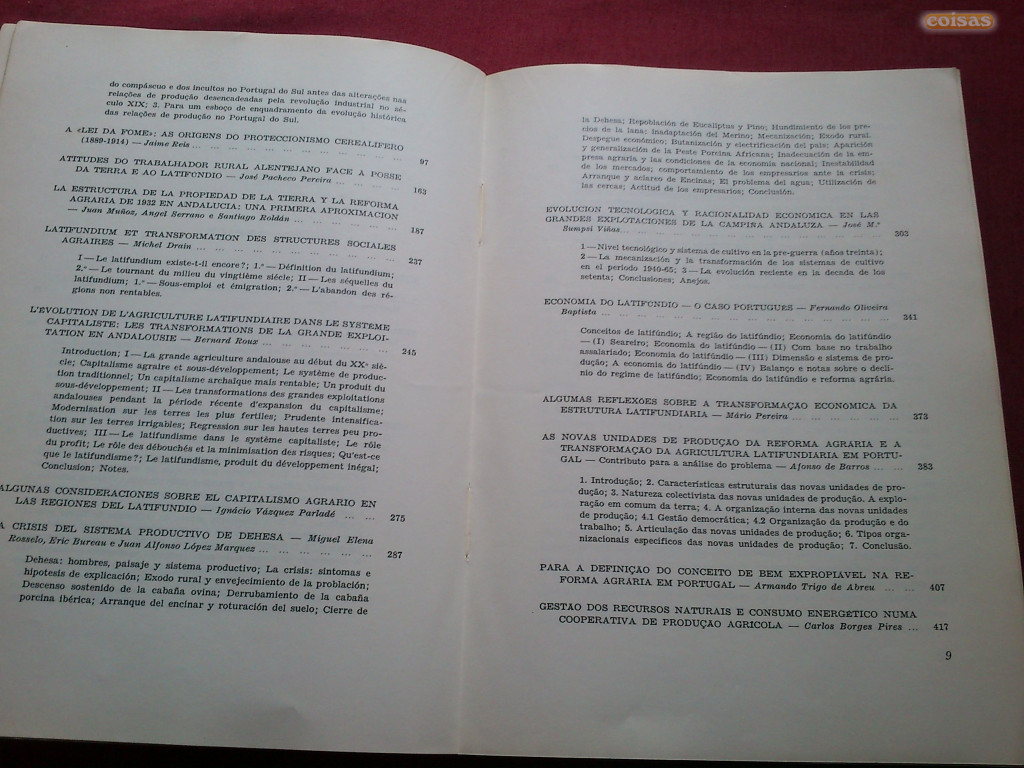 do compáscuo e dos incultos no Portugal do Sul antes das alterações nas
relações de produção desencadeadas pela revolução industrial no sé-
culo XIX; 3. Para um esboço de enquadramento da evolução histórica
das relações de produção no Portugal do Sul.
A «LEI DA FOME»: AS ORIGENS DO PROTECCIONISMO CEREALIFERO
(1889-1914) — Jaime Reis ... 97
ATITUDES DO TRABALHADOR RURAL ALENTEJANO FACE A POSSE
DA TERRA E AO LATIFUNDIO — José Pacheco Pereira ... 163
LA ESTRUCTURA DE LA PROPIEDAD DE LA TIERRA Y LA REFORMA
AGRARIA DE 1932 EN ANDALUCIA: UNA PRIMERA APROXIMACION
— Juan Muñoz, Angel Serrano e Santiago Roldán ... 187
LATIFUNDIUM ET TRANSFORMATION DES STRUCTURES SOCIALES
AGRAIRES — Michel Drain ... 237
I — Le latifundium existe-t-il encore?; 1.º — Définition du latifundium;
2.º — Le tournant du milieu du vingtième siécle; II — Les séquelles du
latifundium; 1.º — Sous-emploi et émigration; 2.º — L'abandon des ré-
gions non rentables.
L'ÉVOLUTION DE L'AGRICULTURE LATIFUNDIAIRE DANS LE SYSTÈME
CAPITALISTE: LES TRANSFORMATIONS DE LA GRANDE EXPLOI-
TATION EN ANDALOUSIE — Bernard Roux ... 245
Introduction; I — La grande agriculture andalouse au début du XXº siè-
cle; Capitalisme agraire et sous-développement; Le système de produc-
tion traditionnel; Un capitalisme archaïque mais rentable; Un produit du
sous-développement; II — Les transformations des grandes exploitations
andalouses pendant la période récente d'expansion du capitalisme;
Modernisation sur les terres les plus fertiles; Prudente intensifica-
tion sur les terres irrigables; Regression sur les hautes terres peu pro-
ductives; III — Le latifundisme dans le système capitaliste; Le rôle
du profit; Le rôle des débouchés et la minimisation des risques; Qu'est-ce
que le latifundisme?; Le latifundisme, produit du développement inégal;
Conclusion; Notes.
ALGUNAS CONSIDERACIONES SOBRE EL CAPITALISMO AGRARIO EN
LAS REGIONES DEL LATIFUNDIO — Ignácio Vázquez Parladé ... 275
A CRISIS DEL SISTEMA PRODUCTIVO DE DEHESA — Miguel Elena
Rosselo, Eric Bureau e Juan Alfonso López Marquez ... 287
Dehesa: hombres, paisaje y sistema productivo; La crisis: sintomas e
hipotesis de explicación; Exodo rural y envejecimiento de la problación;
Descenso sostenido de la cabaña ovina; Derrubamiento de la cabaña
porcina ibérica; Arranque del encinar y roturación del suelo; Cierre de
la Dehesa; Repoblación de Eucaliptus y Pino; Hundimiento de los pre-
cios de la lana; inadaptación del Merino; Mecanización; Exodo rural.
Despegue económico; Butanización y electrificación del pais; Aparición
y generalización de la Peste Porcina Africana; Inadecuación de la em-
presa agraria y las condiciones de la economia nacional; Inestabilidad
de los mercados; comportamiento de los empresarios ante la crisis;
Arranque y aclareo de Encinas; El problema del agua; Utilización de
las cercas; Actitud de los empresarios; Conclusión.
EVOLUCION TECNOLOGICA Y RACIONALIDAD ECONOMICA EN LAS
GRANDES EXPLOTACIONES DE LA CAMPIÑA ANDALUZA — José M.ª
Sumpsi Viñas ... 303
1 — Nivel tecnológico y sistema de cultivo en la pre-guerra (años treinta);
2 — La mecanización y la transformación de los sistemas de cultivo
en el período 1940-65; 3 — La evolución reciente en la decada de los
setenta; Conclusiones; Anejos.
ECONOMIA DO LATIFUNDIO — O CASO PORTUGUÊS — Fernando Oliveira
Baptista ... 341
Conceitos de latifúndio; A região do latifúndio; Economia do latifúndio
— (I) Seareiro; Economia do latifúndio — (II) Com base no trabalho
assalariado; Economia do latifúndio — (III) Dimensão e sistema de pro-
dução; A economia do latifúndio — (IV) Balanço e notas sobre o declí-
nio do regime de latifúndio; Economia do latifúndio e reforma agrária.
ALGUMAS REFLEXÕES SOBRE A TRANSFORMAÇÃO ECONOMICA DA
ESTRUTURA LATIFUNDIARIA — Mário Pereira ... 373
AS NOVAS UNIDADES DE PRODUÇÃO DA REFORMA AGRARIA E A
TRANSFORMAÇÃO DA AGRICULTURA LATIFUNDIARIA EM PORTU-
GAL — Contributo para a análise do problema — Afonso de Barros ... 383
1. Introdução; 2. Características estruturais das novas unidades de pro-
dução; 3. Natureza colectivista das novas unidades de produção. A explo-
ração em comum da terra; 4. A organização interna das novas unidades
de produção; 4.1 Gestão democrática; 4.2 Organização da produção e do
trabalho; 5. Articulação das novas unidades de produção; 6. Tipos orga-
nizacionais específicos das novas unidades de produção; 7. Conclusão.
PARA A DEFINIÇÃO DO CONCEITO DE BEM EXPROPIÁVEL NA RE-
FORMA AGRARIA EM PORTUGAL — Armando Trigo de Abreu ... 407
GESTÃO DOS RECURSOS NATURAIS E CONSUMO ENERGÉTICO NUMA
COOPERATIVA DE PRODUÇÃO AGRICOLA — Carlos Borges Pires ... 417
9
coisas